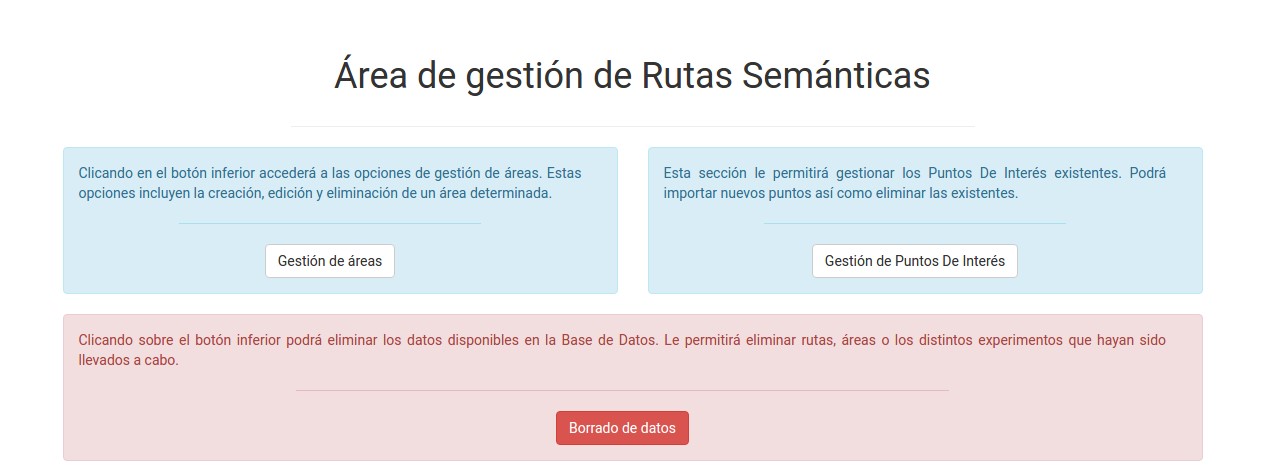 Área de gestión de Rutas Semánticas
Clicando en el botón inferior accederá a las opciones de gestión de áreas. Estas
opciones incluyen la creación, edición y eliminación de un área determinada.
Gestión de áreas
Esta sección le permitirá gestionar los Puntos De Interés existentes. Podrá
importar nuevos puntos así como eliminar las existentes.
Gestión de Puntos De Interés
Clicando sobre el botón inferior podrá eliminar los datos disponibles en la Base de Datos. Le permitirá eliminar rutas, áreas o los distintos experimentos que hayan sido
llevados a cabo.
Borrado de datos